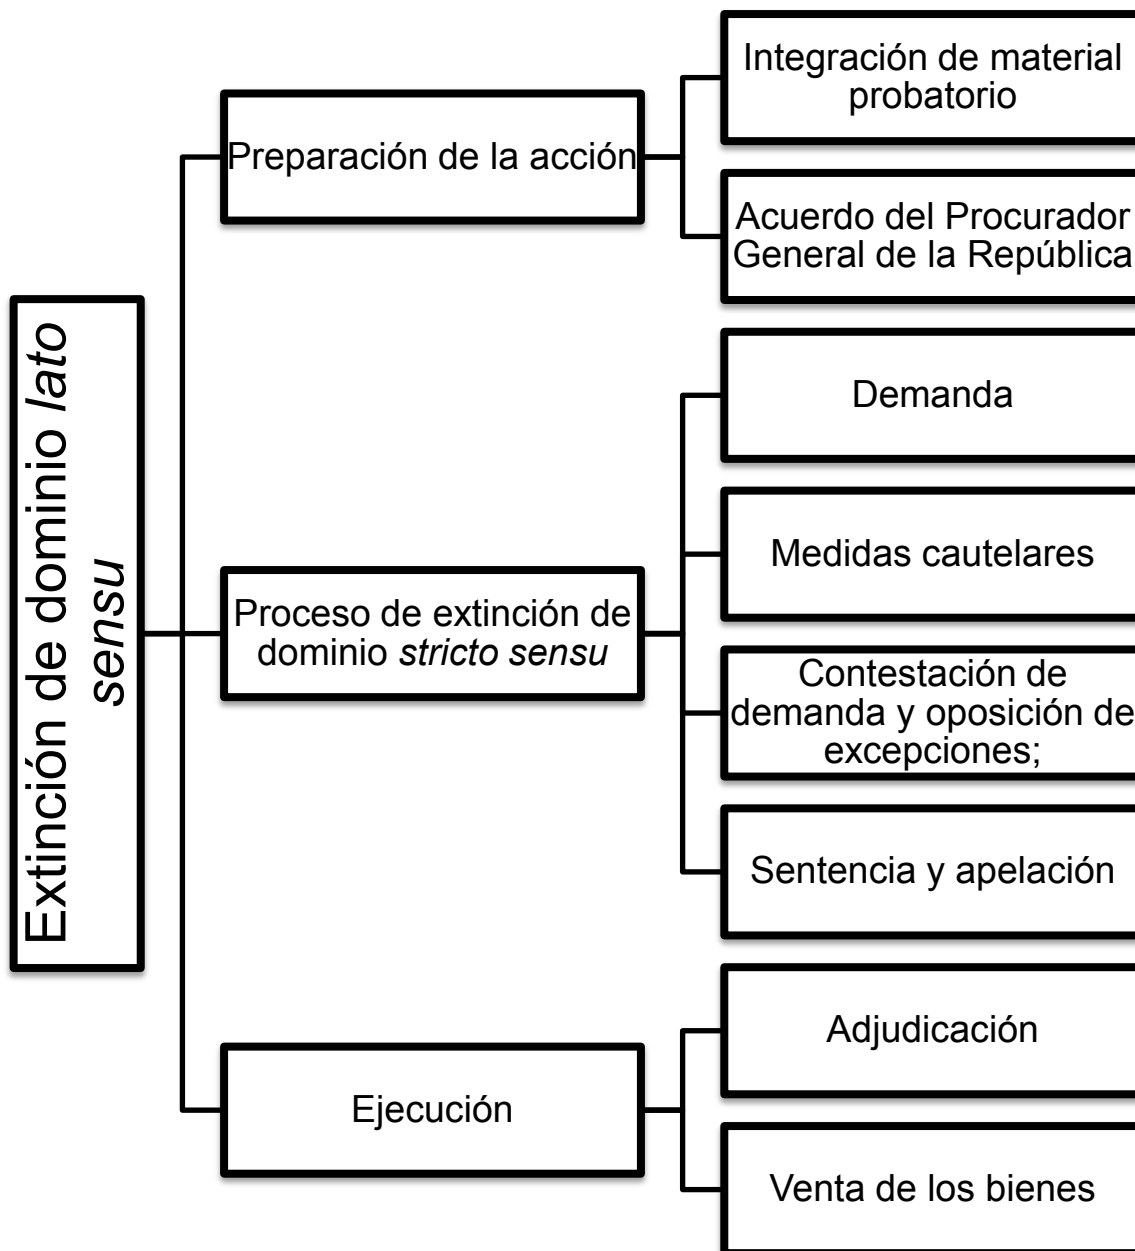 Extinción de dominio lato
sensu
Preparación de la acción
Integración de material
probatorio
Acuerdo del Procurador
General de la República
Proceso de extinción de
dominio stricto sensu
Demanda
Medidas cautelares
Contestación de
demanda y oposición de
excepciones;
Sentencia y apelación
Ejecución
Adjudicación
Venta de los bienes